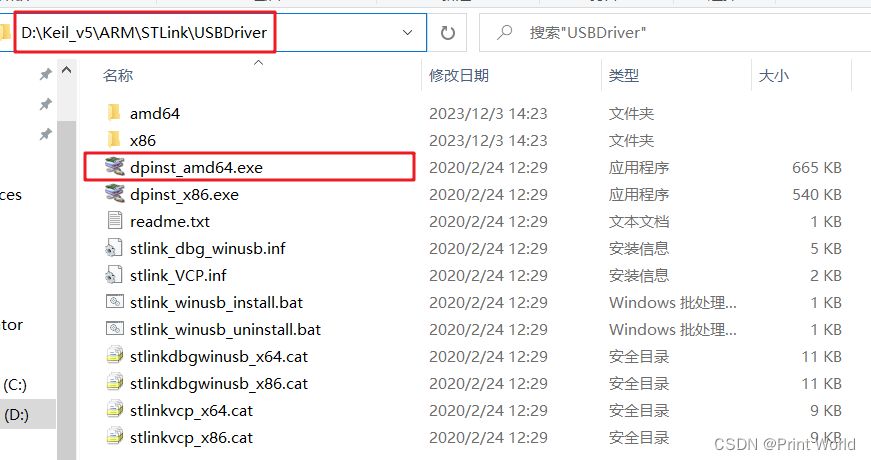 D:\Keil_v5\ARM\STLink\USBDriver
搜索"USBDriver"
名称 修改日期 类型 大小
amd64 2023/12/3 14:23 文件夹
x86 2023/12/3 14:23 文件夹
dpinst_amd64.exe 2020/2/24 12:29 应用程序 665 KB
dpinst_x86.exe 2020/2/24 12:29 应用程序 540 KB
ces readme.txt 2020/2/24 12:29 文本文档 1 KB
stlink_dbg_winusb.inf 2020/2/24 12:29 安装信息 5 KB
stlink_VCP.inf 2020/2/24 12:29 安装信息 2 KB
stlink_winusb_install.bat 2020/2/24 12:29 Windows 批处理... 1 KB
tor stlink_winusb_uninstall.bat 2020/2/24 12:29 Windows 批处理... 1 KB
stlinkdbgwinusb_x64.cat 2020/2/24 12:29 安全目录 11 KB
(C:) stlinkdbgwinusb_x86.cat 2020/2/24 12:29 安全目录 11 KB
(D:) stlinkvcp_x64.cat 2020/2/24 12:29 安全目录 9 KB
stlinkvcp_x86.cat 2020/2/24 12:29 安全目录 9 KB
CSDN @Print World